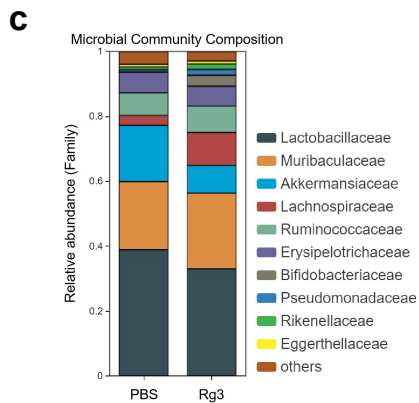 c
Microbial Community Composition
Relative abundance (Family)
1
0.8
0.6
0.4
0.2
0
PBS
Rg3
Lactobacillaceae
Muribaculaceae
Akkermansiaceae
Lachnospiraceae
Ruminococcaceae
Erysipelotrichaceae
Bifidobacteriaceae
Pseudomonadaceae
Rikenellaceae
Eggerthellaceae
others